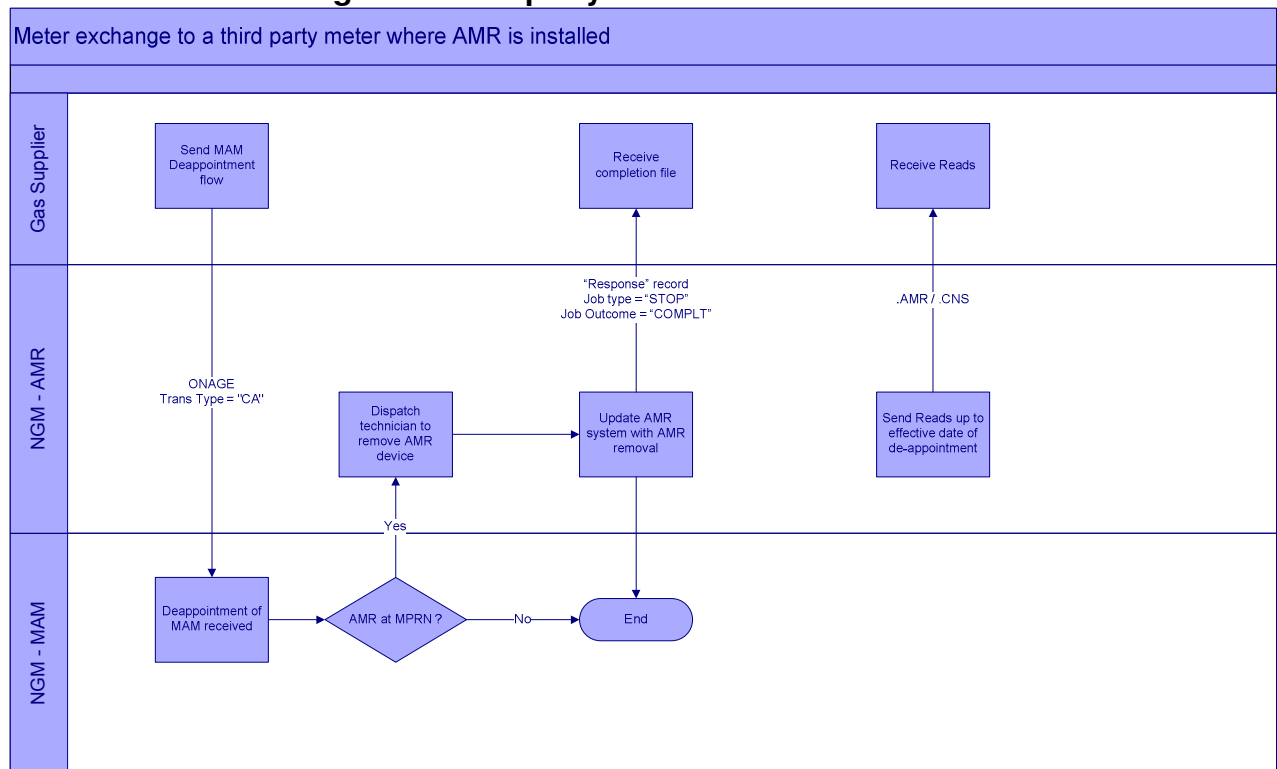 Meter exchange to a third party meter where AMR is installed
Gas Supplier
Send MAM
Deappointment
flow
Receive
completion file
Receive Reads
NGM - AMR
"Response" record
Job type = "STOP"
Job Outcome = "COMPLT"
.AMR / .CNS
ONAGE
Trans Type = "CA"
Dispatch
technician to
remove AMR
device
Update AMR
system with AMR
removal
Send Reads up to
effective date of
de-appointment
Yes
NGM - MAM
Deappointment of
MAM received
AMR at MPRN ?
No
End